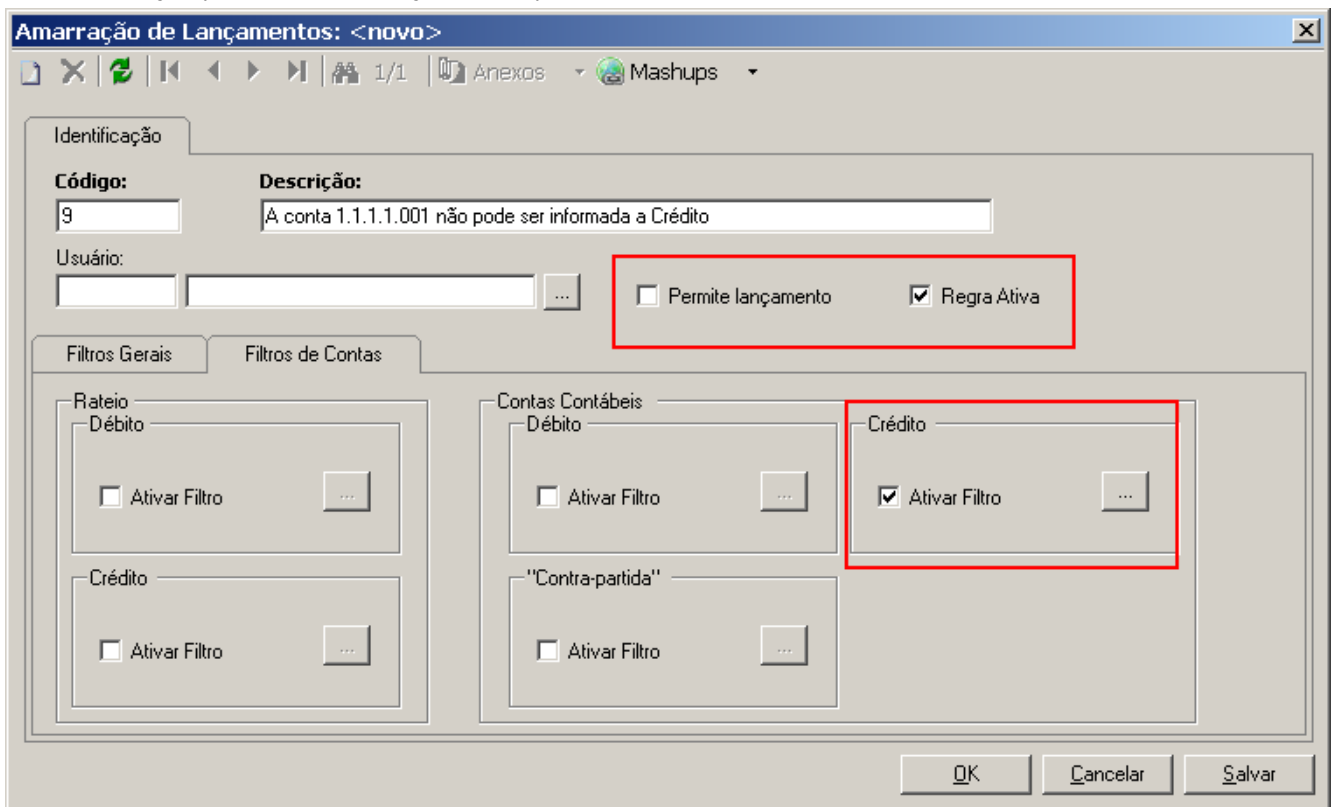 Amarração de Lançamentos: <novo>
1/1 Anexos Mashups
Identificação
Código: Descrição:
9 A conta 1.1.1.1.001 não pode ser informada a Crédito
Usuário:
... Permite lançamento Regra Ativa
Filtros Gerais Filtros de Contas
Rateio Contas Contábeis
Débito Débito Crédito
Ativar Filtro ... Ativar Filtro ... Ativar Filtro ...
Crédito "Contra-partida"
Ativar Filtro ... Ativar Filtro ...
OK Cancelar Salvar